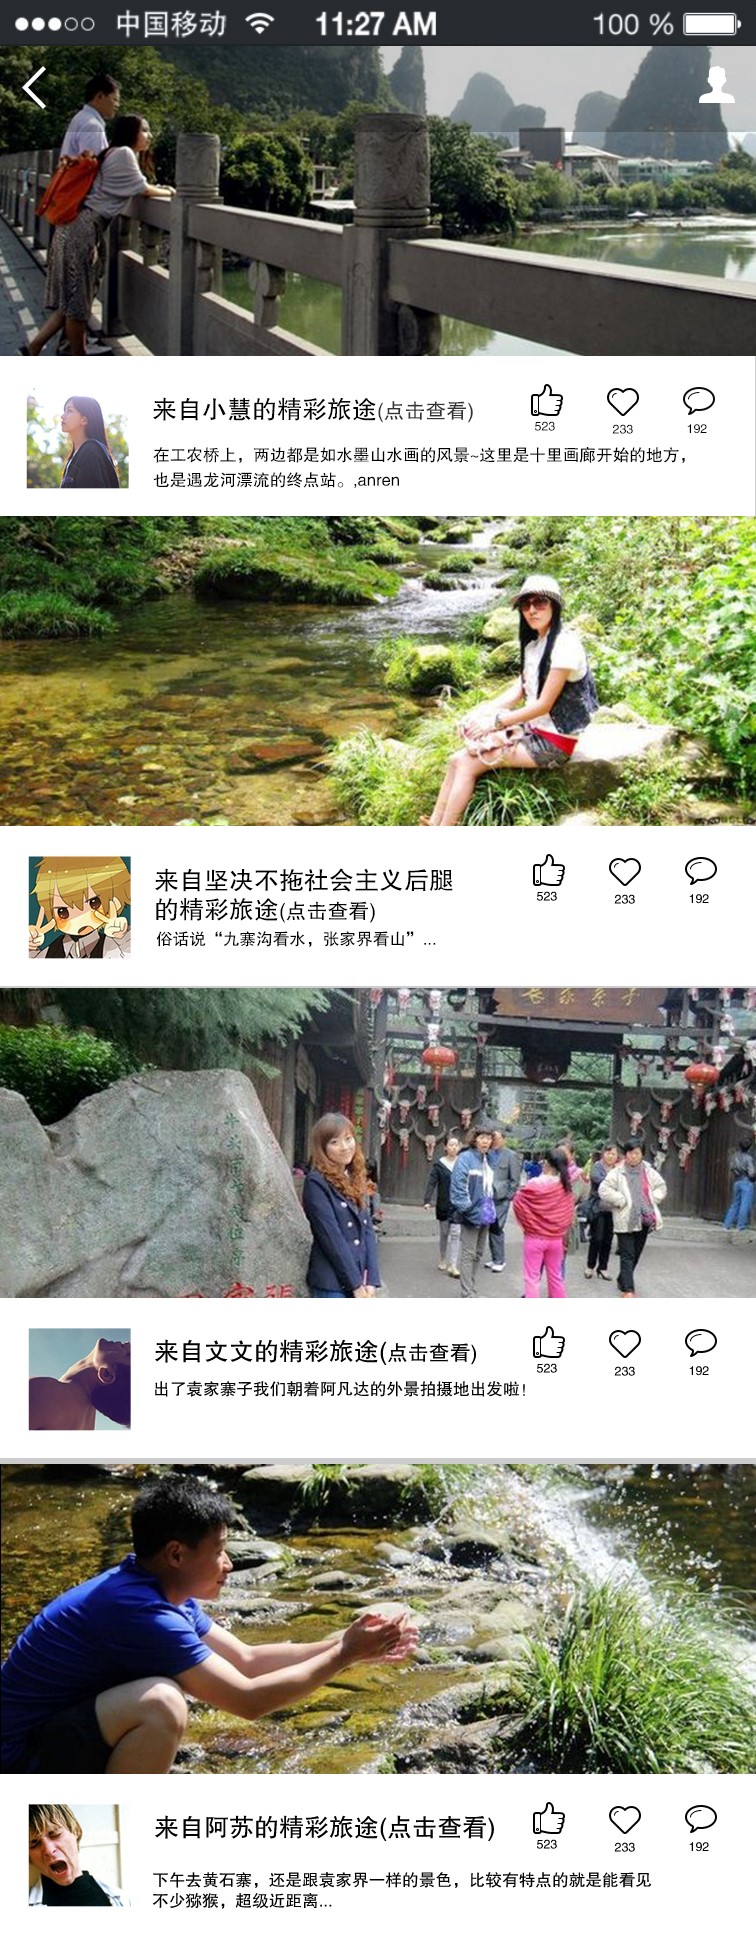 中国移动 11:27 AM 100 %
来自小慧的精彩旅途(点击查看)
523 233 192
在工农桥上，两边都是如水墨山水画的风景~这里是十里画廊开始的地方，
也是遇龙河漂流的终点站。,anren
来自坚决不拖社会主义后腿
的精彩旅途(点击查看)
523 233 192
俗话说“九寨沟看水，张家界看山”...
来自文文的精彩旅途(点击查看)
523 233 192
出了袁家寨子我们朝着阿凡达的外景拍摄地出发啦！
来自阿苏的精彩旅途(点击查看)
523 233 192
下午去黄石寨，还是跟袁家界一样的景色，比较有特点的就是能看见
不少猕猴，超级近距离...